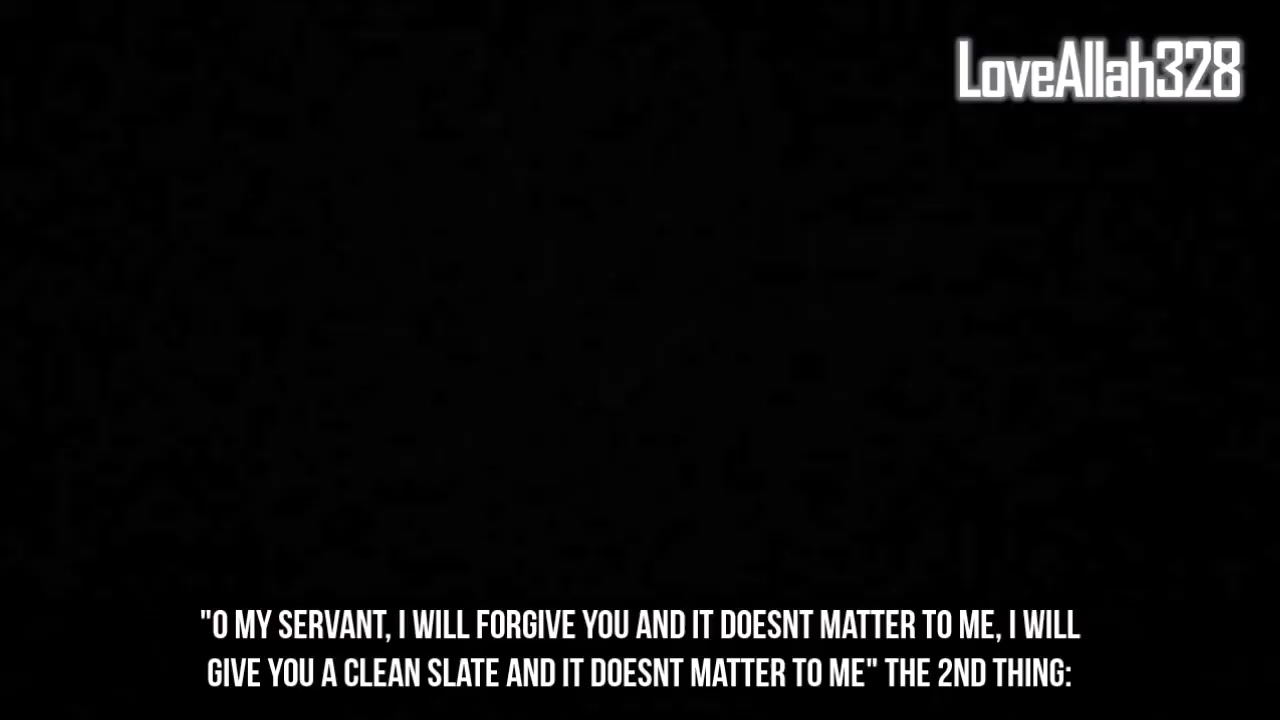 LoveAllah328
"O MY SERVANT, I WILL FORGIVE YOU AND IT DOESNT MATTER TO ME, I WILL
GIVE YOU A CLEAN SLATE AND IT DOESNT MATTER TO ME" THE 2ND THING: